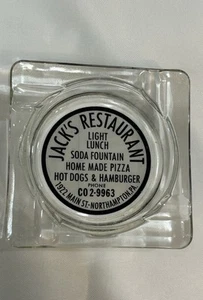 JACK'S RESTAURANT
LIGHT
LUNCH
SODA FOUNTAIN
HOME MADE PIZZA
HOT DOGS & HAMBURGER
PHONE
CO 2-9963
1922 MAIN ST.-NORTHAMPTON,PA